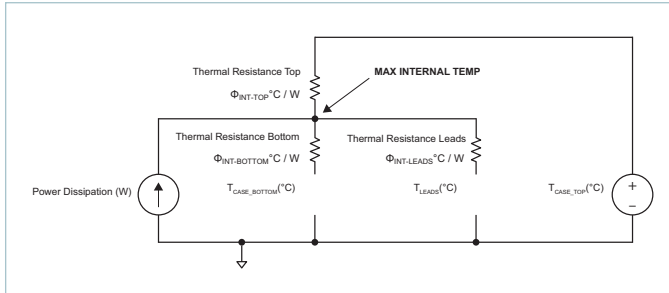 Thermal Resistance Top
MAX INTERNAL TEMP
ΦINT-TOP°C / W
Thermal Resistance Bottom
Thermal Resistance Leads
ΦINT-BOTTOM°C / W
ΦINT-LEADS°C / W
Power Dissipation (W)
TCASE_BOTTOM(°C)
TLEADS(°C)
TCASE_TOP(°C)
+
–